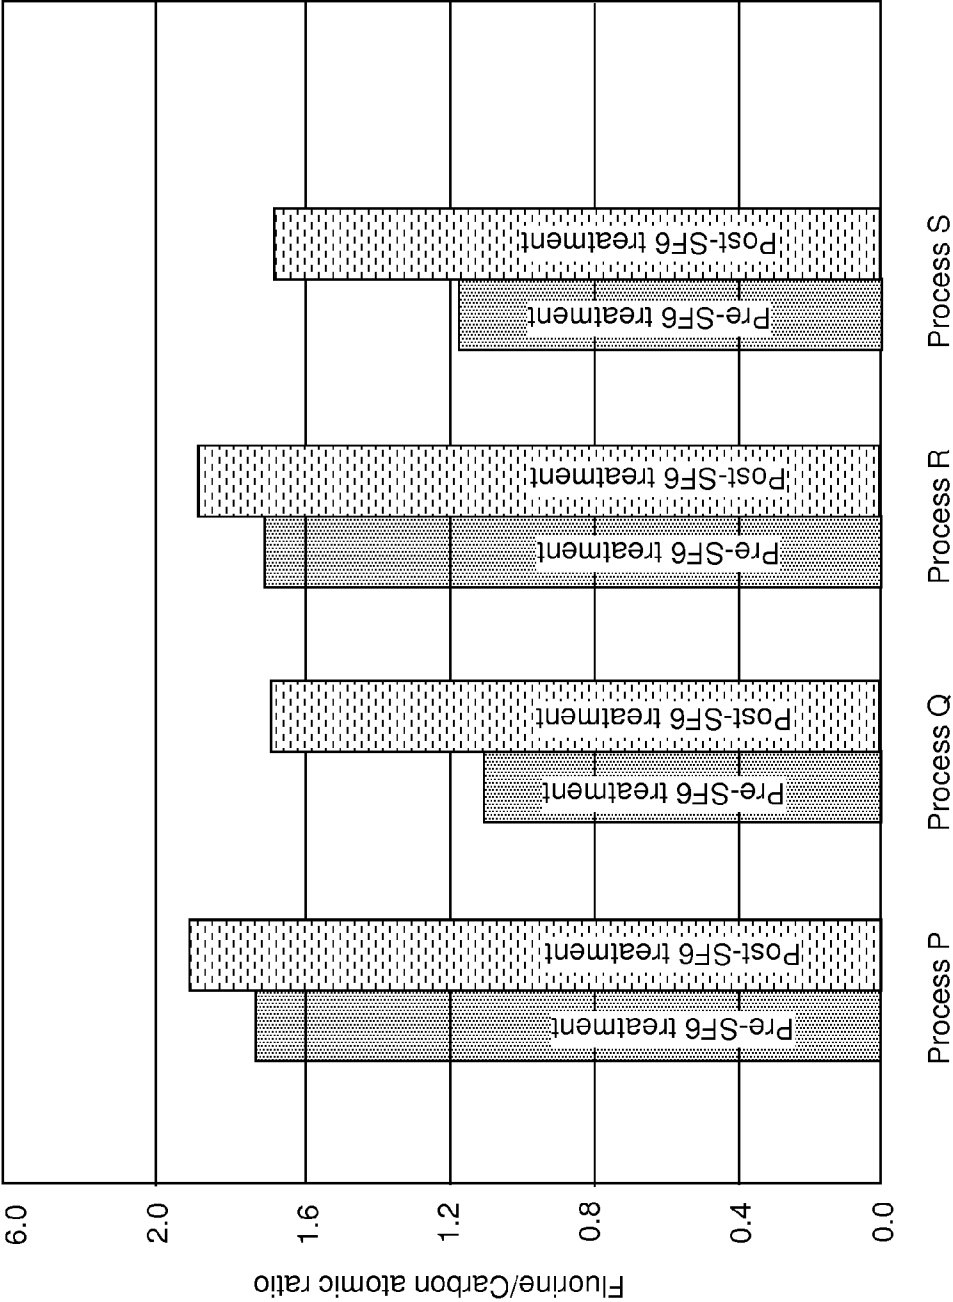 Fluorine/Carbon atomic ratio
6.0
2.0
1.6
1.2
0.8
0.4
0.0
Pre-SF6 treatment
Post-SF6 treatment
Pre-SF6 treatment
Post-SF6 treatment
Pre-SF6 treatment
Post-SF6 treatment
Pre-SF6 treatment
Post-SF6 treatment
Process P
Process Q
Process R
Process S